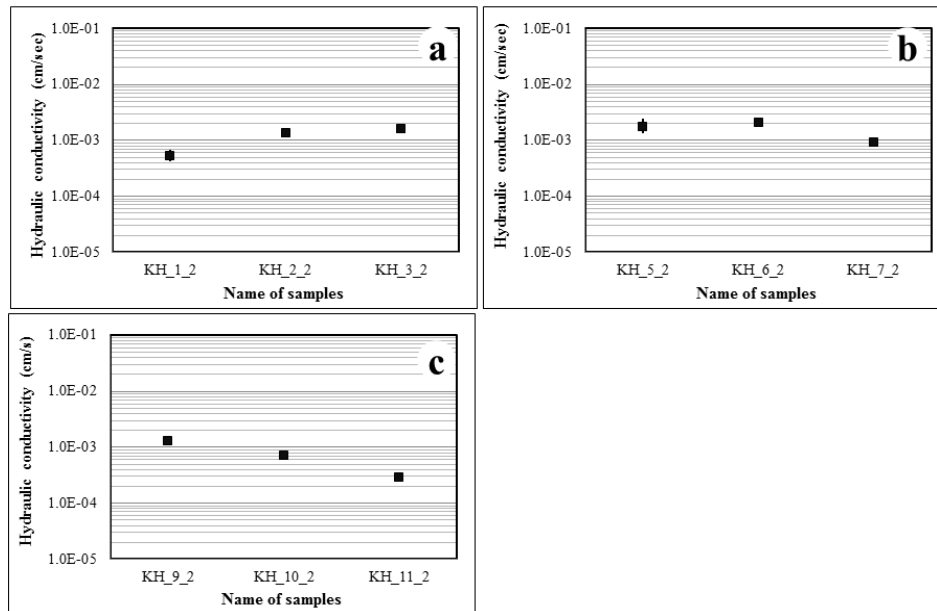 a
Hydraulic conductivity (cm/sec)
1.0E-01
1.0E-02
1.0E-03
1.0E-04
1.0E-05
KH_1_2 KH_2_2 KH_3_2
Name of samples
b
Hydraulic conductivity (cm/sec)
1.0E-01
1.0E-02
1.0E-03
1.0E-04
1.0E-05
KH_5_2 KH_6_2 KH_7_2
Name of samples
c
Hydraulic conductivity (cm/s)
1.0E-01
1.0E-02
1.0E-03
1.0E-04
1.0E-05
KH_9_2 KH_10_2 KH_11_2
Name of samples